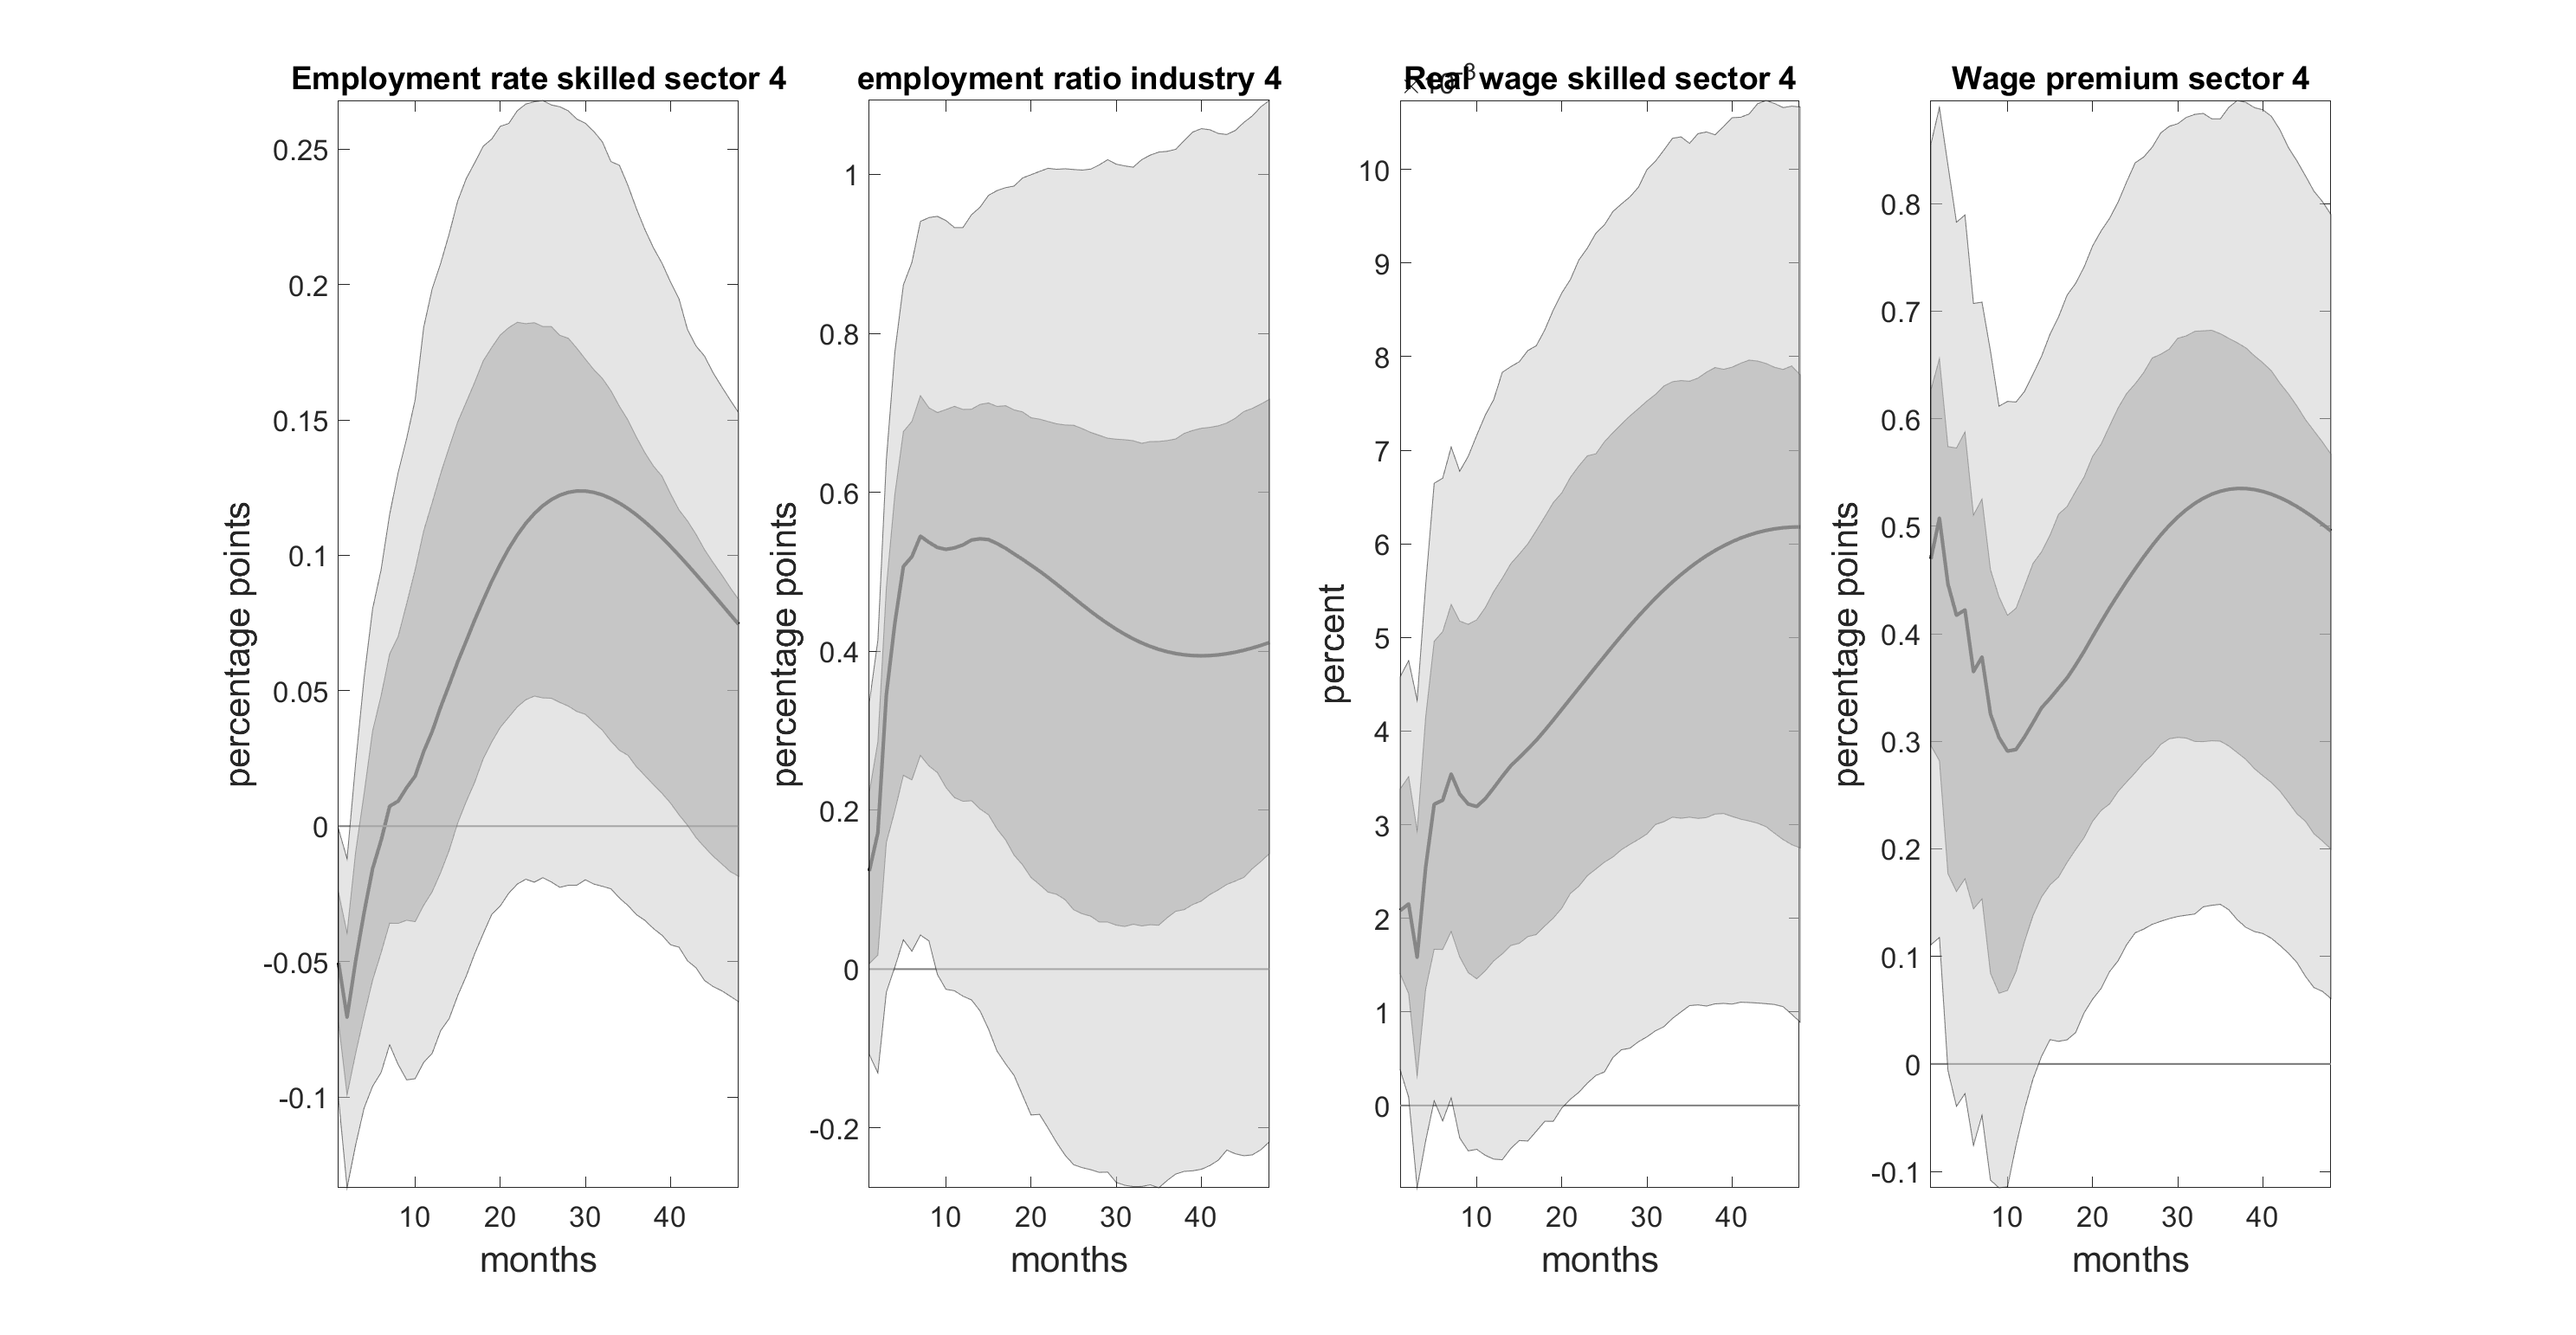 Employment rate skilled sector 4
0.25
0.2
0.15
0.1
0.05
0
-0.05
-0.1
percentage points
10 20 30 40
months
employment ratio industry 4
1
0.8
0.6
0.4
0.2
0
-0.2
percentage points
10 20 30 40
months
Real wage skilled sector 4
10
9
8
7
6
5
4
3
2
1
0
percent
10 20 30 40
months
Wage premium sector 4
0.8
0.7
0.6
0.5
0.4
0.3
0.2
0.1
0
-0.1
percentage points
10 20 30 40
months